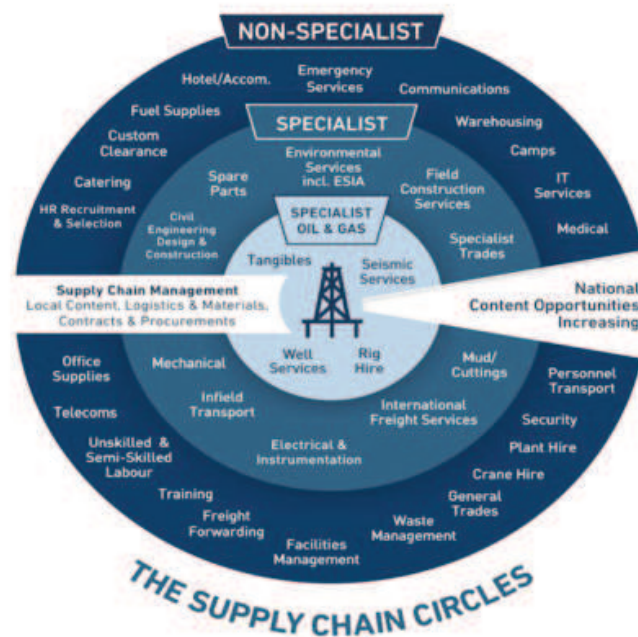 NON-SPECIALIST
Hotel/Accom.
Emergency
Services
Communications
Fuel Supplies
Warehousing
Custom
Clearance
Camps
Catering
IT
Services
HR Recruitment
& Selection
Medical
SPECIALIST
Spare
Parts
Environmental
Services
incl. ESIA
Field
Construction
Services
Civil
Engineering
Design &
Construction
Specialist
Trades
SPECIALIST
OIL & GAS
Tangibles
Seismic
Services
Supply Chain Management
Local Content, Logistics & Materials,
Contracts & Procurements
National
Content Opportunities
Increasing
Well
Services
Rig
Hire
Mechanical
Mud/
Cuttings
Infield
Transport
International
Freight Services
Electrical &
Instrumentation
Office
Supplies
Personnel
Transport
Telecoms
Security
Unskilled &
Semi-Skilled
Labour
Plant Hire
Crane Hire
Training
General
Trades
Freight
Forwarding
Waste
Management
Facilities
Management
THE SUPPLY CHAIN CIRCLES